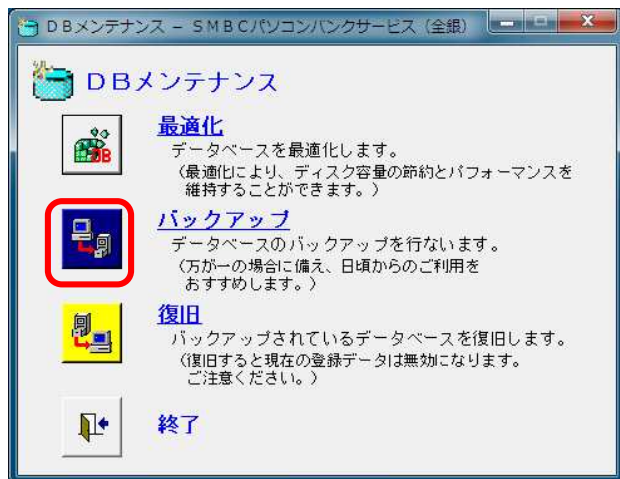 ＤＢメンテナンス － ＳＭＢＣパソコンバンクサービス（全銀）
ＤＢメンテナンス
最適化
データベースを最適化します。
（最適化により、ディスク容量の節約とパフォーマンスを
維持することができます。）
バックアップ
データベースのバックアップを行ないます。
（万が一の場合に備え、日頃からのご利用を
おすすめします。）
復旧
バックアップされているデータベースを復旧します。
（復旧すると現在の登録データは無効になります。
ご注意ください。）
終了